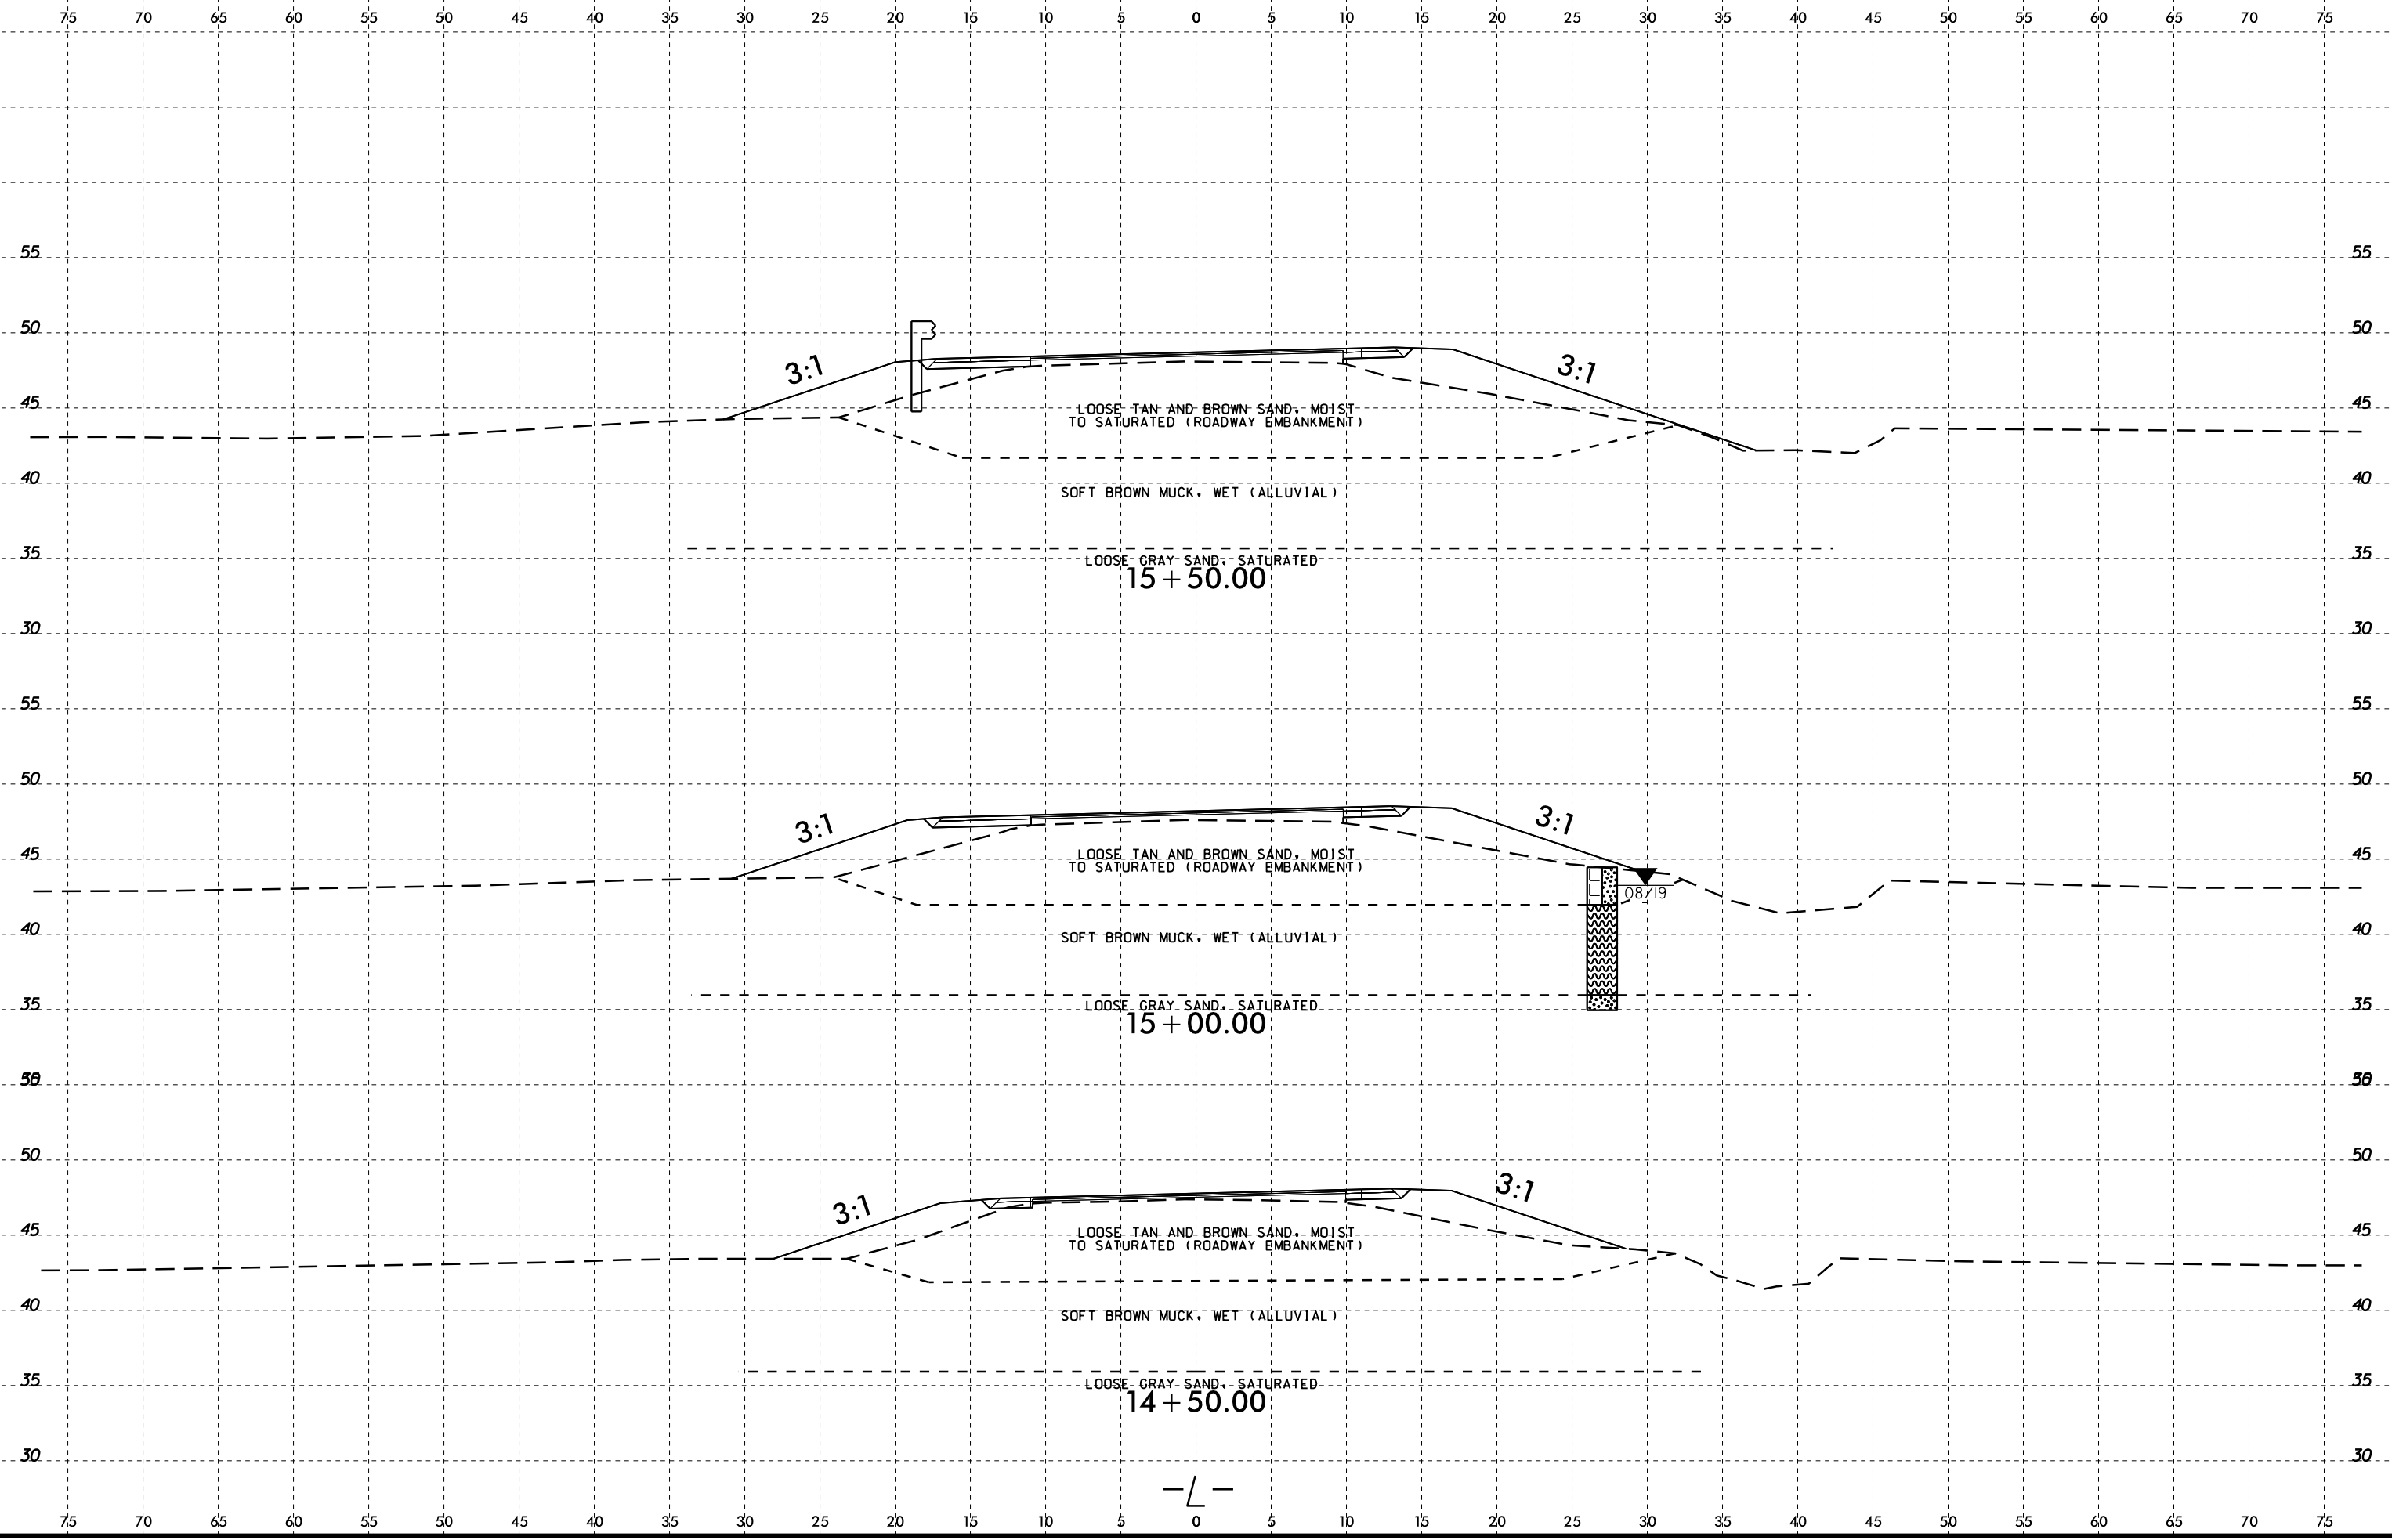 75 70 65 60 55 50 45 40 35 30 25 20 15 10 5 0 5 10 15 20 25 30 35 40 45 50 55 60 65 70 75
55 55
50 50
3:1 3:1
45 45
LOOSE TAN AND BROWN SAND, MOIST
TO SATURATED (ROADWAY EMBANKMENT)
40 40
SOFT BROWN MUCK, WET (ALLUVIAL)
35 35
LOOSE GRAY SAND, SATURATED
15+50.00
30 30
55 55
50 50
3:1 3:1
45 45
LOOSE TAN AND BROWN SAND, MOIST
TO SATURATED (ROADWAY EMBANKMENT)
08/19
40 40
SOFT BROWN MUCK, WET (ALLUVIAL)
35 35
LOOSE GRAY SAND, SATURATED
15+00.00
50 50
3:1 3:1
45 45
LOOSE TAN AND BROWN SAND, MOIST
TO SATURATED (ROADWAY EMBANKMENT)
40 40
SOFT BROWN MUCK, WET (ALLUVIAL)
35 35
LOOSE GRAY SAND, SATURATED
14+50.00
30 30
-L-
75 70 65 60 55 50 45 40 35 30 25 20 15 10 5 0 5 10 15 20 25 30 35 40 45 50 55 60 65 70 75